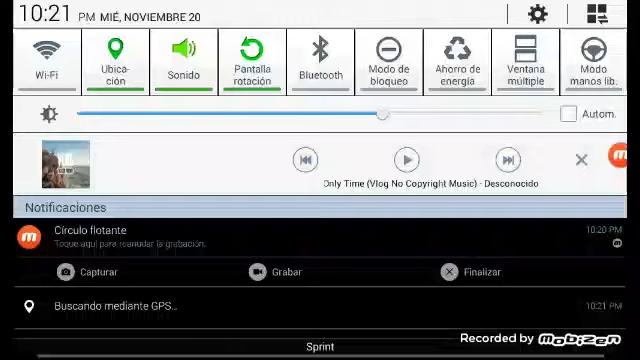 10:21 PM MIÉ, NOVIEMBRE 20
Wi-Fi
Ubica-
ción
Sonido
Pantalla
rotación
Bluetooth
Modo de
bloqueo
Ahorro de
energía
Ventana
múltiple
Modo
manos lib.
Autom.
Only Time (Vlog No Copyright Music) - Desconocido
Notificaciones
Círculo flotante
10:20 PM
Toque aquí para reanudar la grabación.
Capturar
Grabar
Finalizar
Buscando mediante GPS...
10:21 PM
Sprint
Recorded by Mobizen